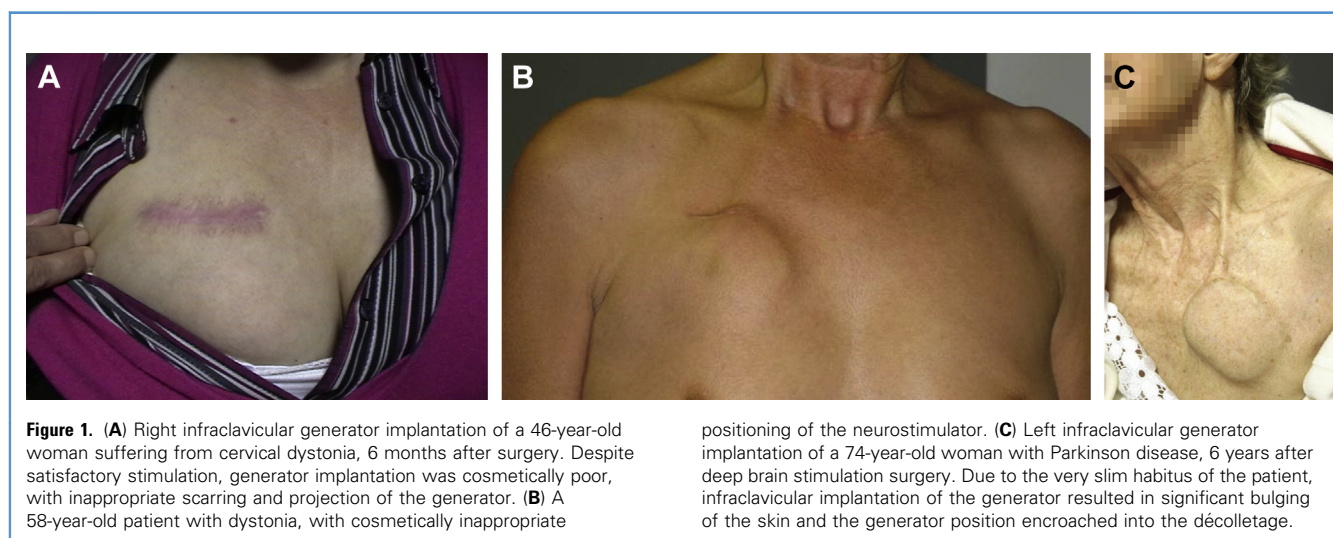 A
B
C
Figure 1. (A) Right infraclavicular generator implantation of a 46-year-old
woman suffering from cervical dystonia, 6 months after surgery. Despite
satisfactory stimulation, generator implantation was cosmetically poor,
with inappropriate scarring and projection of the generator. (B) A
58-year-old patient with dystonia, with cosmetically inappropriate
positioning of the neurostimulator. (C) Left infraclavicular generator
implantation of a 74-year-old woman with Parkinson disease, 6 years after
deep brain stimulation surgery. Due to the very slim habitus of the patient,
infraclavicular implantation of the generator resulted in significant bulging
of the skin and the generator position encroached into the décolletage.